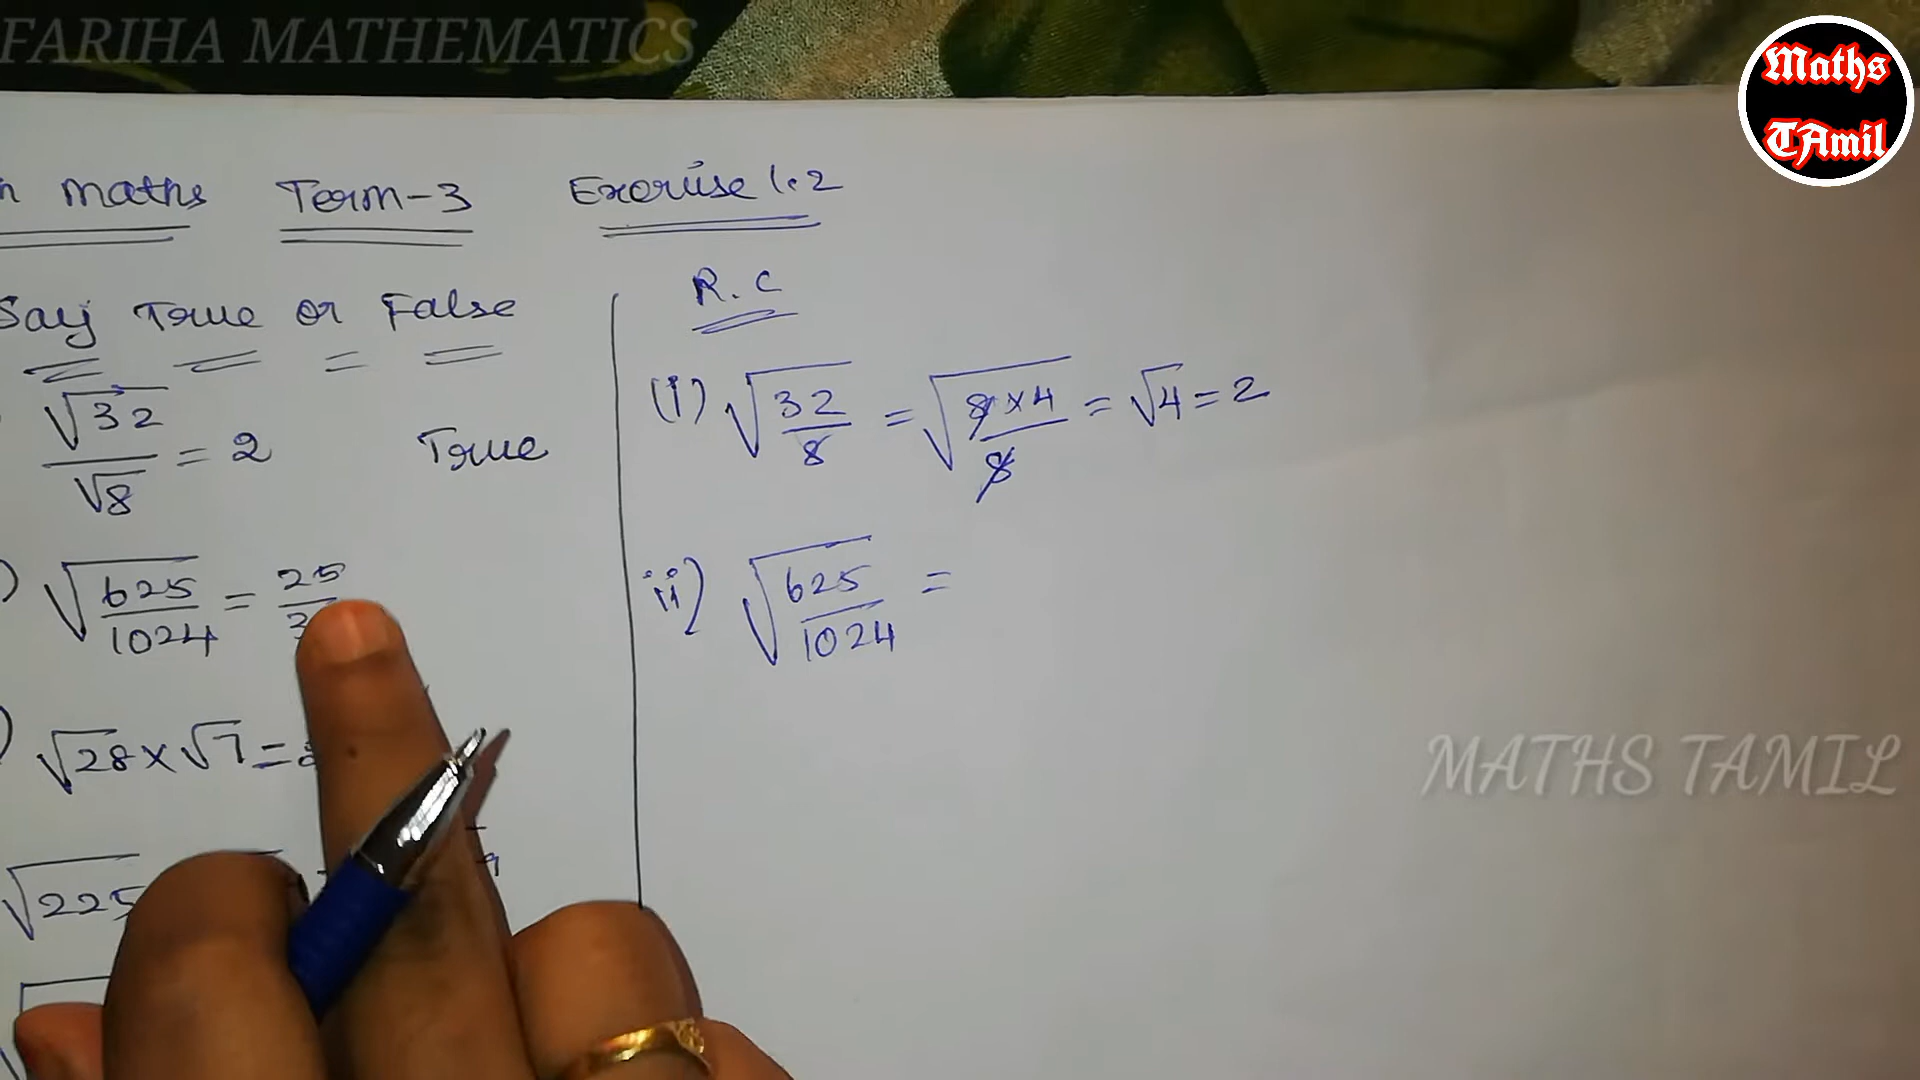 FARIHA MATHEMATICS
Maths
TAmil
maths Term-3 Exercise 1.2
Say True or False
√32/√8 = 2 True
√(625/1024) = 25/3
√28 × √7 =
√225
R.C
(i) √(32/8) = √(8×4/8) = √4 = 2
ii) √(625/1024) =
MATHS TAMIL